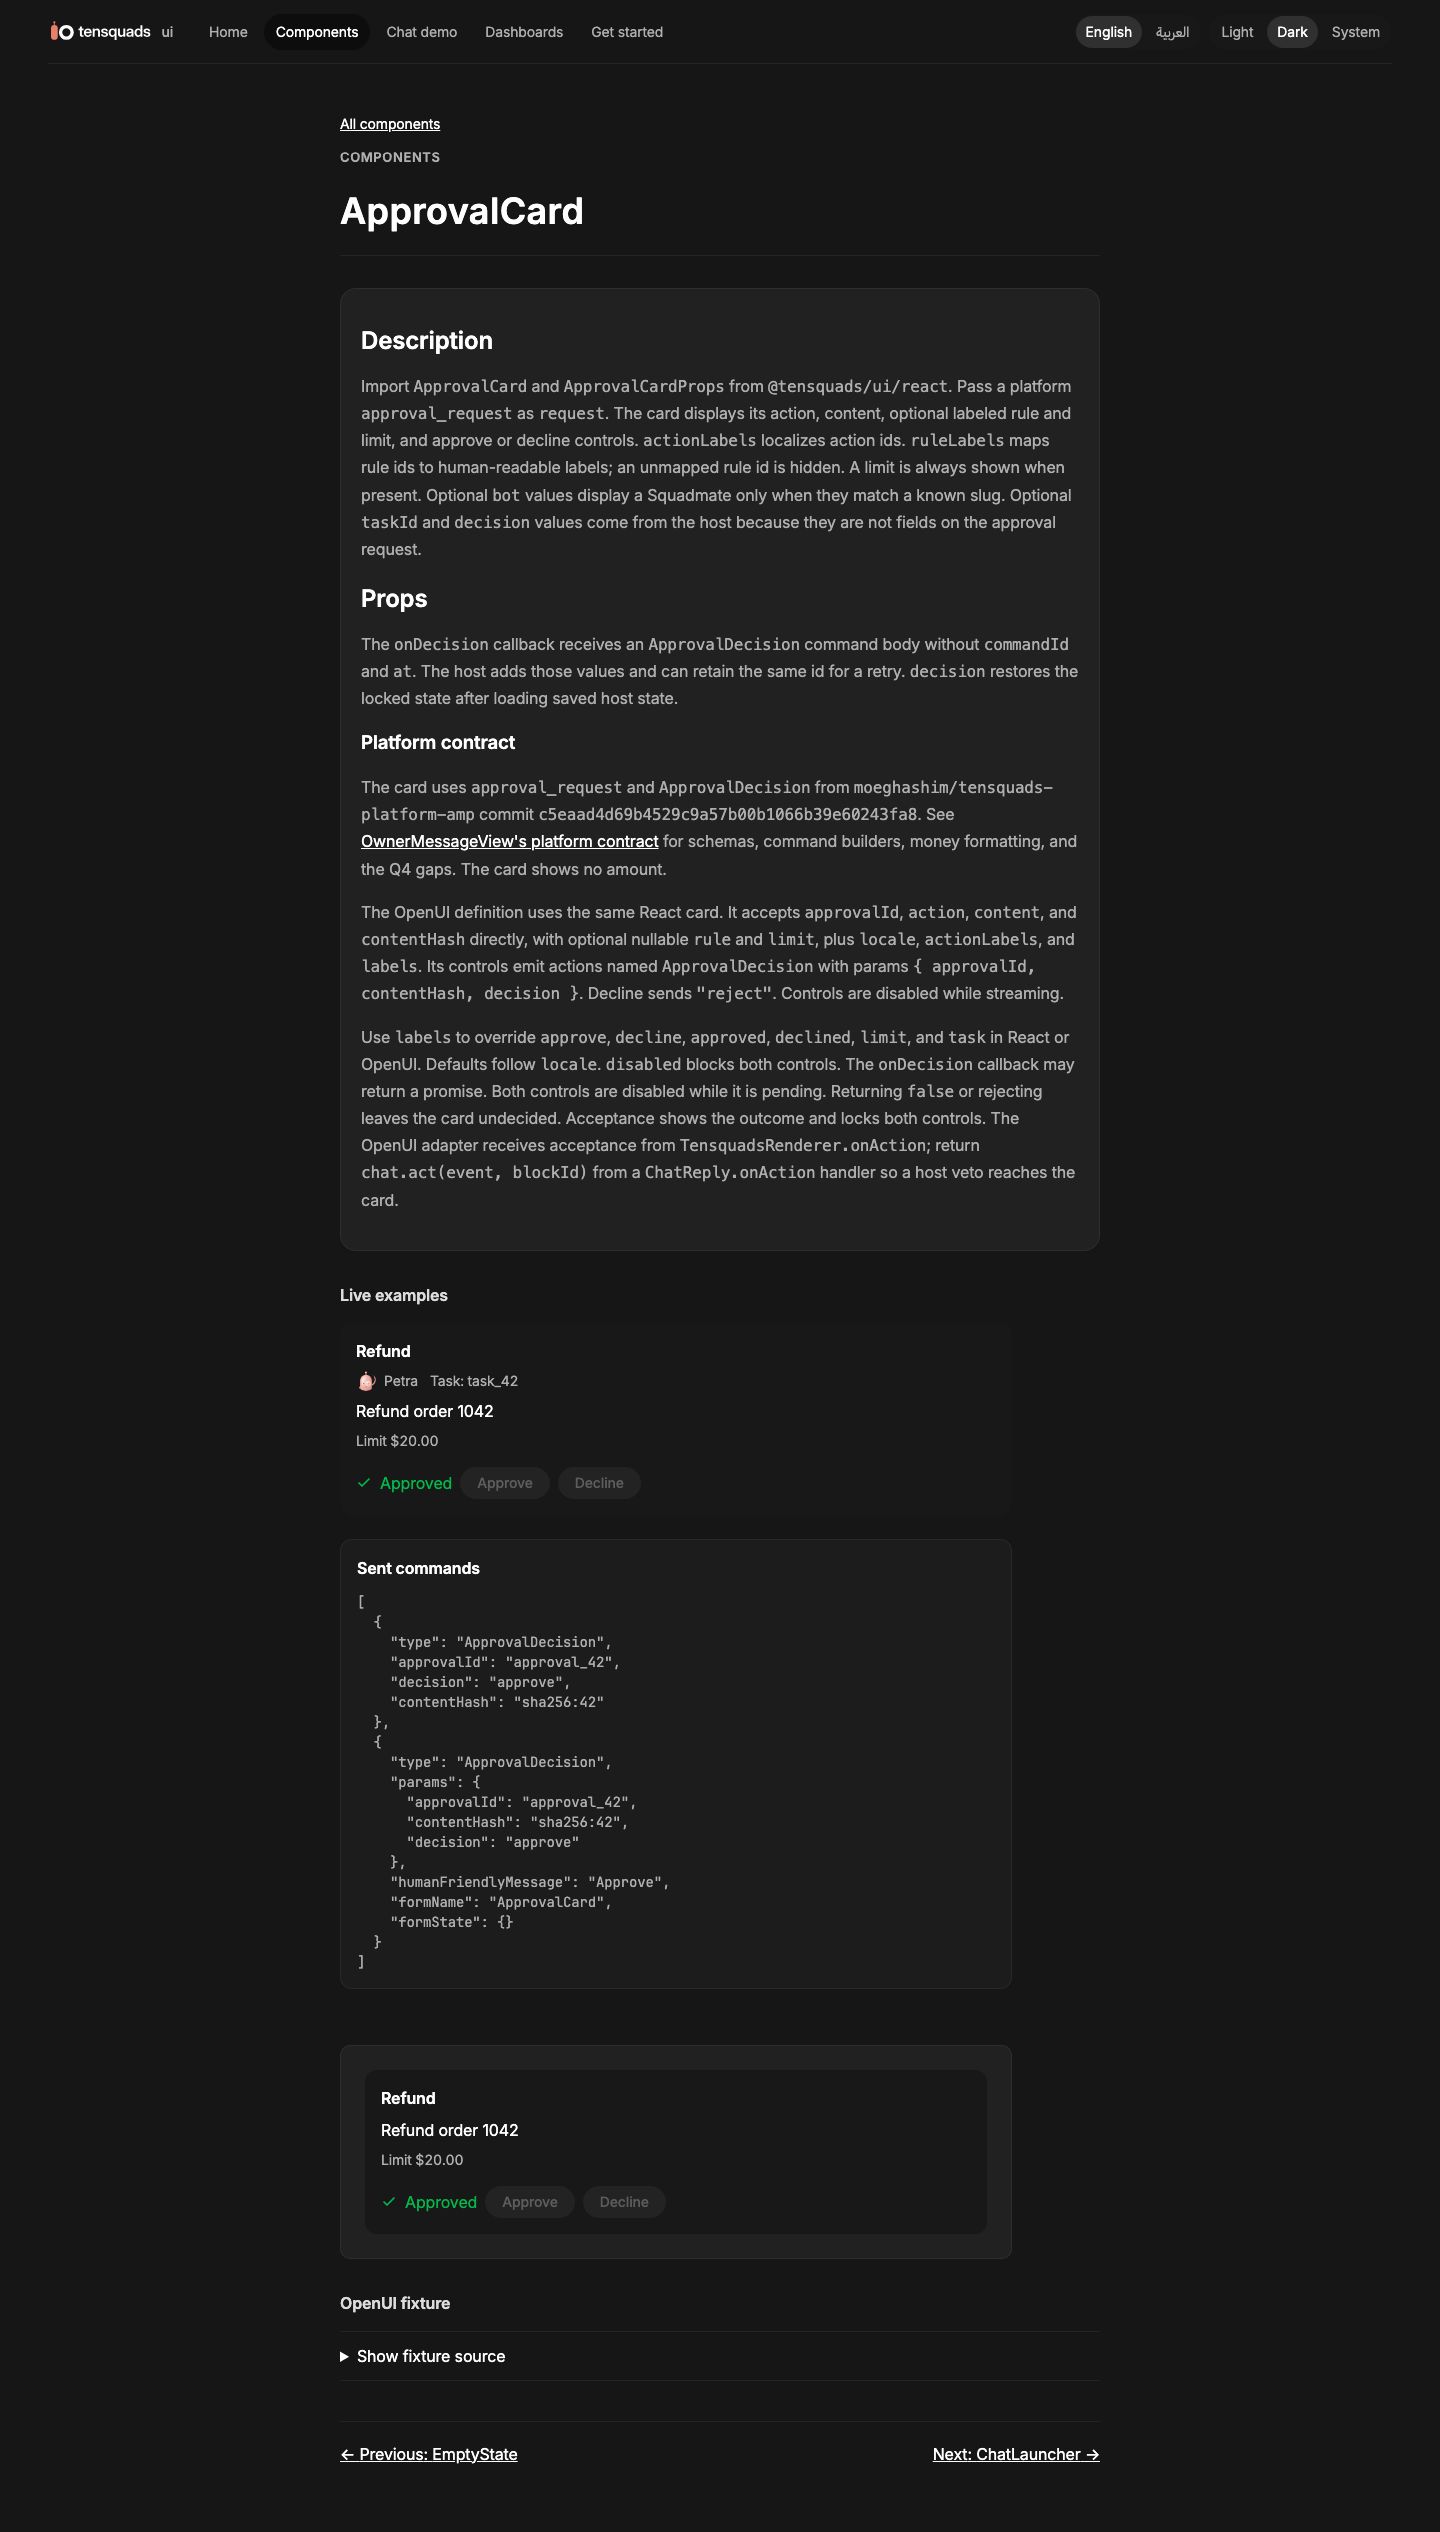 tensquads ui Home Components Chat demo Dashboards Get started English العربية Light Dark System
All components
COMPONENTS
ApprovalCard
Description
Import ApprovalCard and ApprovalCardProps from @tensquads/ui/react. Pass a platform
approval_request as request. The card displays its action, content, optional labeled rule and
limit, and approve or decline controls. actionLabels localizes action ids. ruleLabels maps
rule ids to human-readable labels; an unmapped rule id is hidden. A limit is always shown when
present. Optional bot values display a Squadmate only when they match a known slug. Optional
taskId and decision values come from the host because they are not fields on the approval
request.
Props
The onDecision callback receives an ApprovalDecision command body without commandId
and at. The host adds those values and can retain the same id for a retry. decision restores the
locked state after loading saved host state.
Platform contract
The card uses approval_request and ApprovalDecision from moeghashim/tensquads-
platform-amp commit c5eaad4d69b4529c9a57b00b1066b39e60243fa8. See
OwnerMessageView's platform contract for schemas, command builders, money formatting, and
the Q4 gaps. The card shows no amount.
The OpenUI definition uses the same React card. It accepts approvalId, action, content, and
contentHash directly, with optional nullable rule and limit, plus locale, actionLabels, and
labels. Its controls emit actions named ApprovalDecision with params { approvalId,
contentHash, decision }. Decline sends "reject". Controls are disabled while streaming.
Use labels to override approve, decline, approved, declined, limit, and task in React or
OpenUI. Defaults follow locale. disabled blocks both controls. The onDecision callback may
return a promise. Both controls are disabled while it is pending. Returning false or rejecting
leaves the card undecided. Acceptance shows the outcome and locks both controls. The
OpenUI adapter receives acceptance from TensquadsRenderer.onAction; return
chat.act(event, blockId) from a ChatReply.onAction handler so a host veto reaches the
card.
Live examples
Refund
Petra Task: task_42
Refund order 1042
Limit $20.00
Approved Approve Decline
Sent commands
[
  {
    "type": "ApprovalDecision",
    "approvalId": "approval_42",
    "decision": "approve",
    "contentHash": "sha256:42"
  },
  {
    "type": "ApprovalDecision",
    "params": {
      "approvalId": "approval_42",
      "contentHash": "sha256:42",
      "decision": "approve"
    },
    "humanFriendlyMessage": "Approve",
    "formName": "ApprovalCard",
    "formState": {}
  }
]
Refund
Refund order 1042
Limit $20.00
Approved Approve Decline
OpenUI fixture
Show fixture source
← Previous: EmptyState Next: ChatLauncher →